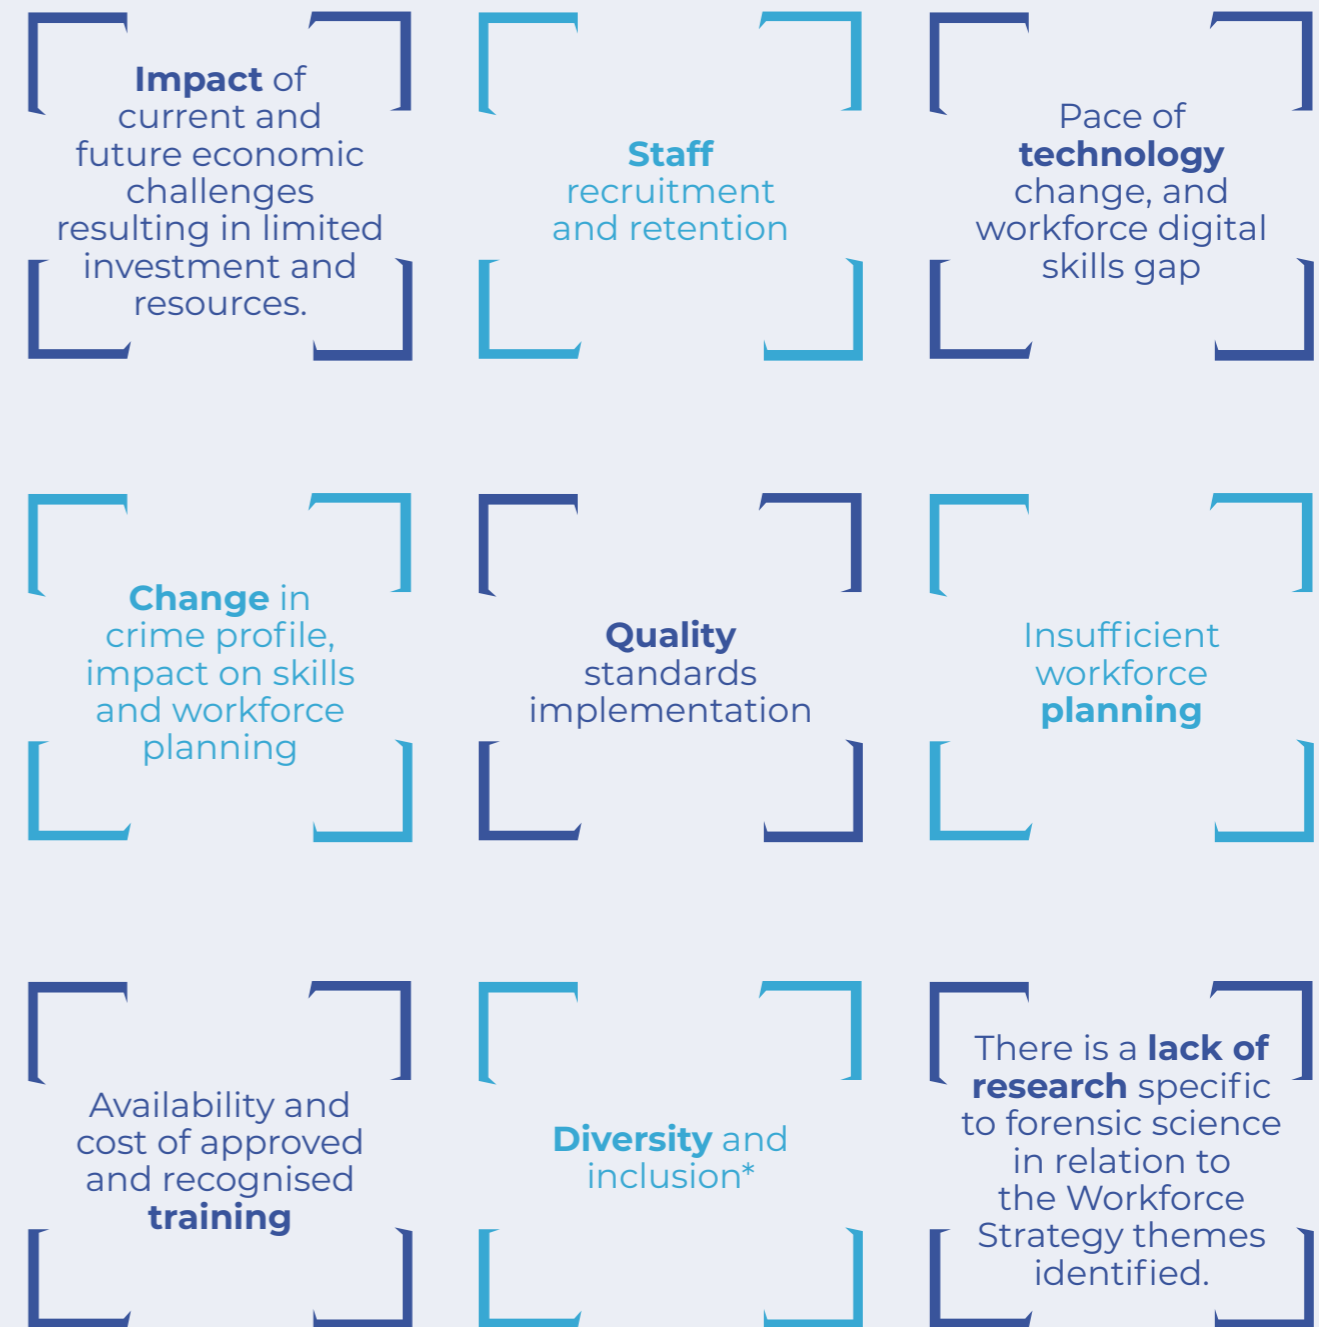 Impact of
current and
future economic
challenges
resulting in limited
investment and
resources.
Staff
recruitment
and retention
Pace of
technology
change, and
workforce digital
skills gap
Change in
crime profile,
impact on skills
and workforce
planning
Quality
standards
implementation
Insufficient
workforce
planning
Availability and
cost of approved
and recognised
training
Diversity and
inclusion*
There is a lack of
research specific
to forensic science
in relation to
the Workforce
Strategy themes
identified.